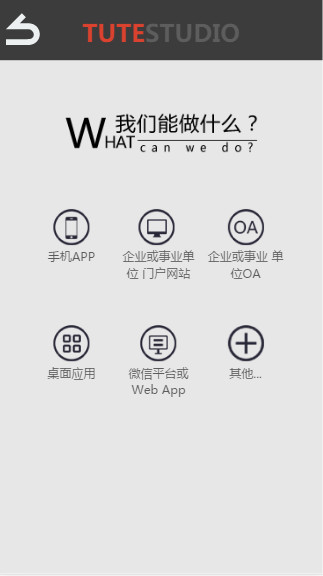 TUTESTUDIO
我们能做什么？
WHAT can we do?
手机APP
企业或事业单
位 门户网站
企业或事业 单
位OA
OA
桌面应用
微信平台或
Web App
其他...